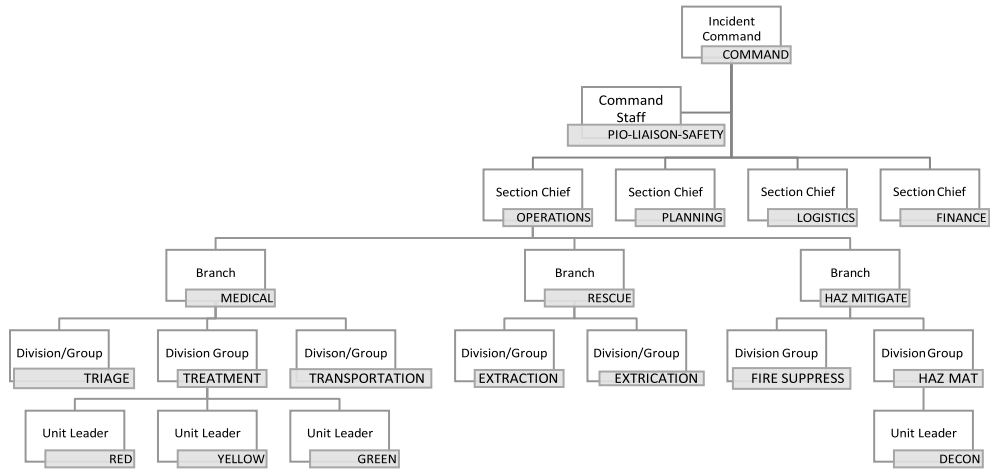 Incident
Command
COMMAND
Command
Staff
PIO-LIAISON-SAFETY
Section Chief
OPERATIONS
Section Chief
PLANNING
Section Chief
LOGISTICS
Section Chief
FINANCE
Branch
MEDICAL
Branch
RESCUE
Branch
HAZ MITIGATE
Division/Group
TRIAGE
Division Group
TREATMENT
Divison/Group
TRANSPORTATION
Division/Group
EXTRACTION
Division/Group
EXTRICATION
Division Group
FIRE SUPPRESS
Division Group
HAZ MAT
Unit Leader
RED
Unit Leader
YELLOW
Unit Leader
GREEN
Unit Leader
DECON